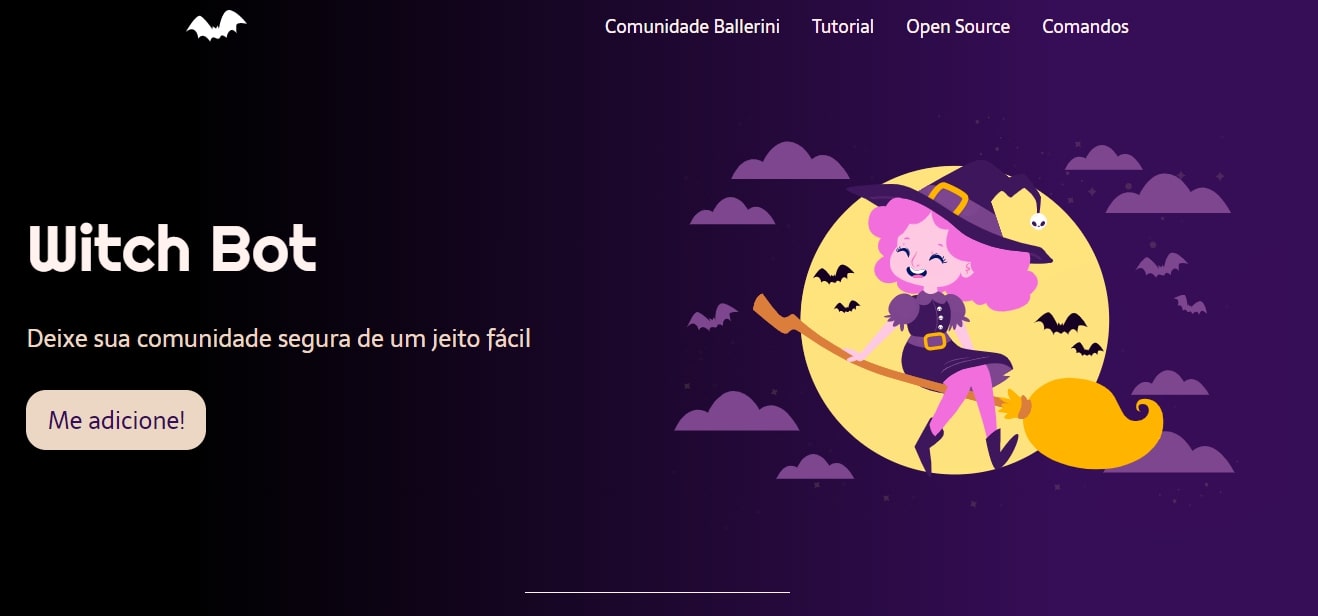 Comunidade Ballerini Tutorial Open Source Comandos
Witch Bot
Deixe sua comunidade segura de um jeito fácil
Me adicione!